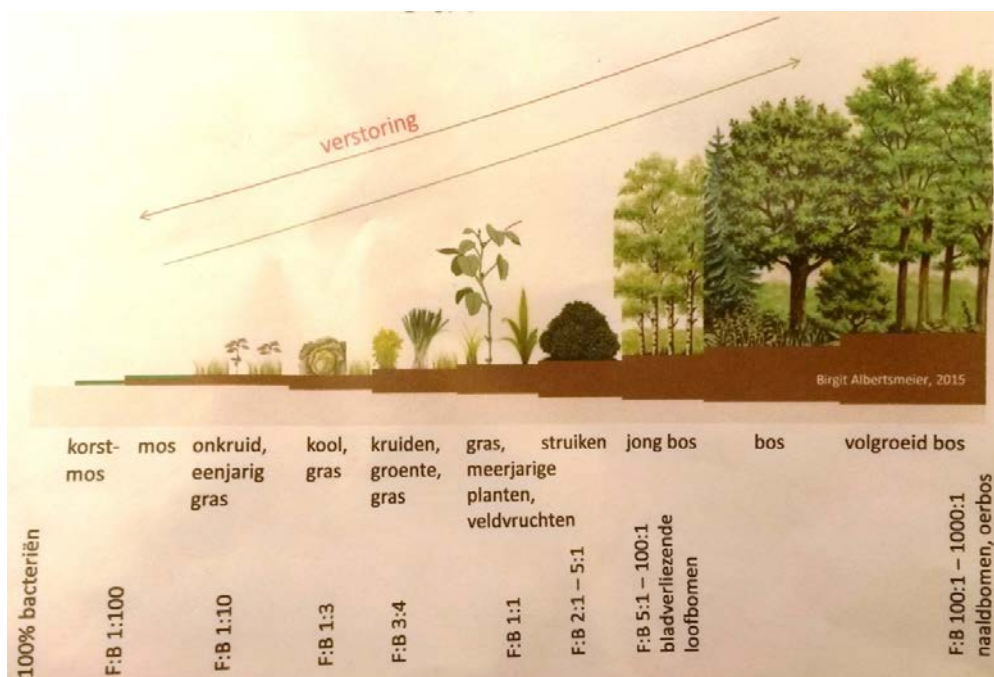 verstoring
Birgit Albertsmeier, 2015
korst-
mos
mos
onkruid,
eenjarig
gras
kool,
gras
kruiden,
groente,
gras
gras,
meerjarige
planten,
veldvruchten
struiken
jong bos
bos
volgroeid bos
100% bacteriën
F:B 1:100
F:B 1:10
F:B 1:3
F:B 3:4
F:B 1:1
F:B 2:1 – 5:1
F:B 5:1 – 100:1
bladverliezende
loofbomen
F:B 100:1 – 1000:1
naaldbomen, oerbos